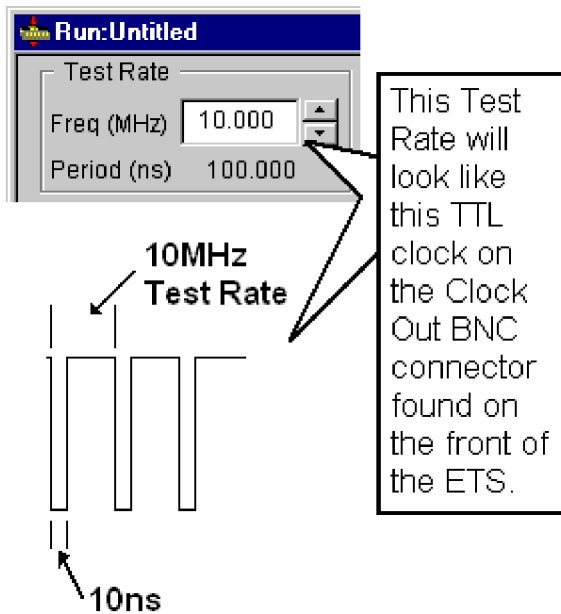 Run:Untitled
Test Rate
Freq (MHz) 10.000
Period (ns) 100.000
This Test
Rate will
look like
this TTL
clock on
the Clock
Out BNC
connector
found on
the front of
the ETS.
10MHz
Test Rate
10ns